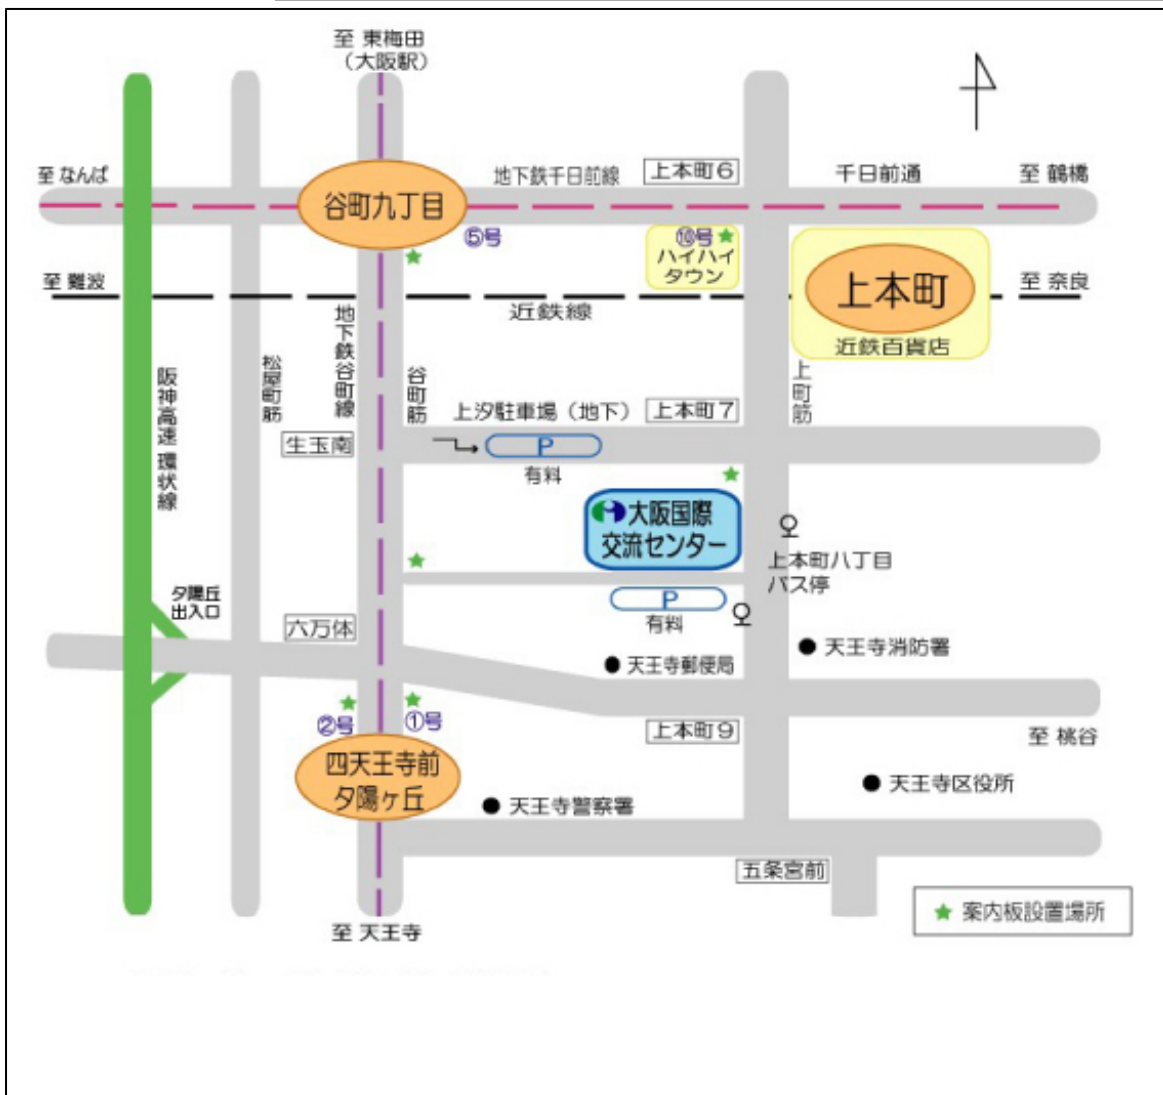 至 東梅田
（大阪駅）
至 なんば
谷町九丁目
地下鉄千日前線
上本町6
千日前通
至 鶴橋
⑤号
⑩号
ハイハイ
タウン
至 難波
近鉄線
上本町
近鉄百貨店
至 奈良
阪神高速 環状線
松屋町筋
地下鉄谷町線
谷町筋
上町筋
上汐駐車場（地下）
上本町7
生玉南
P
有料
大阪国際
交流センター
上本町八丁目
バス停
夕陽丘
出入口
六万体
P
有料
天王寺郵便局
天王寺消防署
②号
①号
上本町9
至 桃谷
四天王寺前
夕陽ヶ丘
天王寺警察署
天王寺区役所
五条宮前
至 天王寺
★ 案内板設置場所